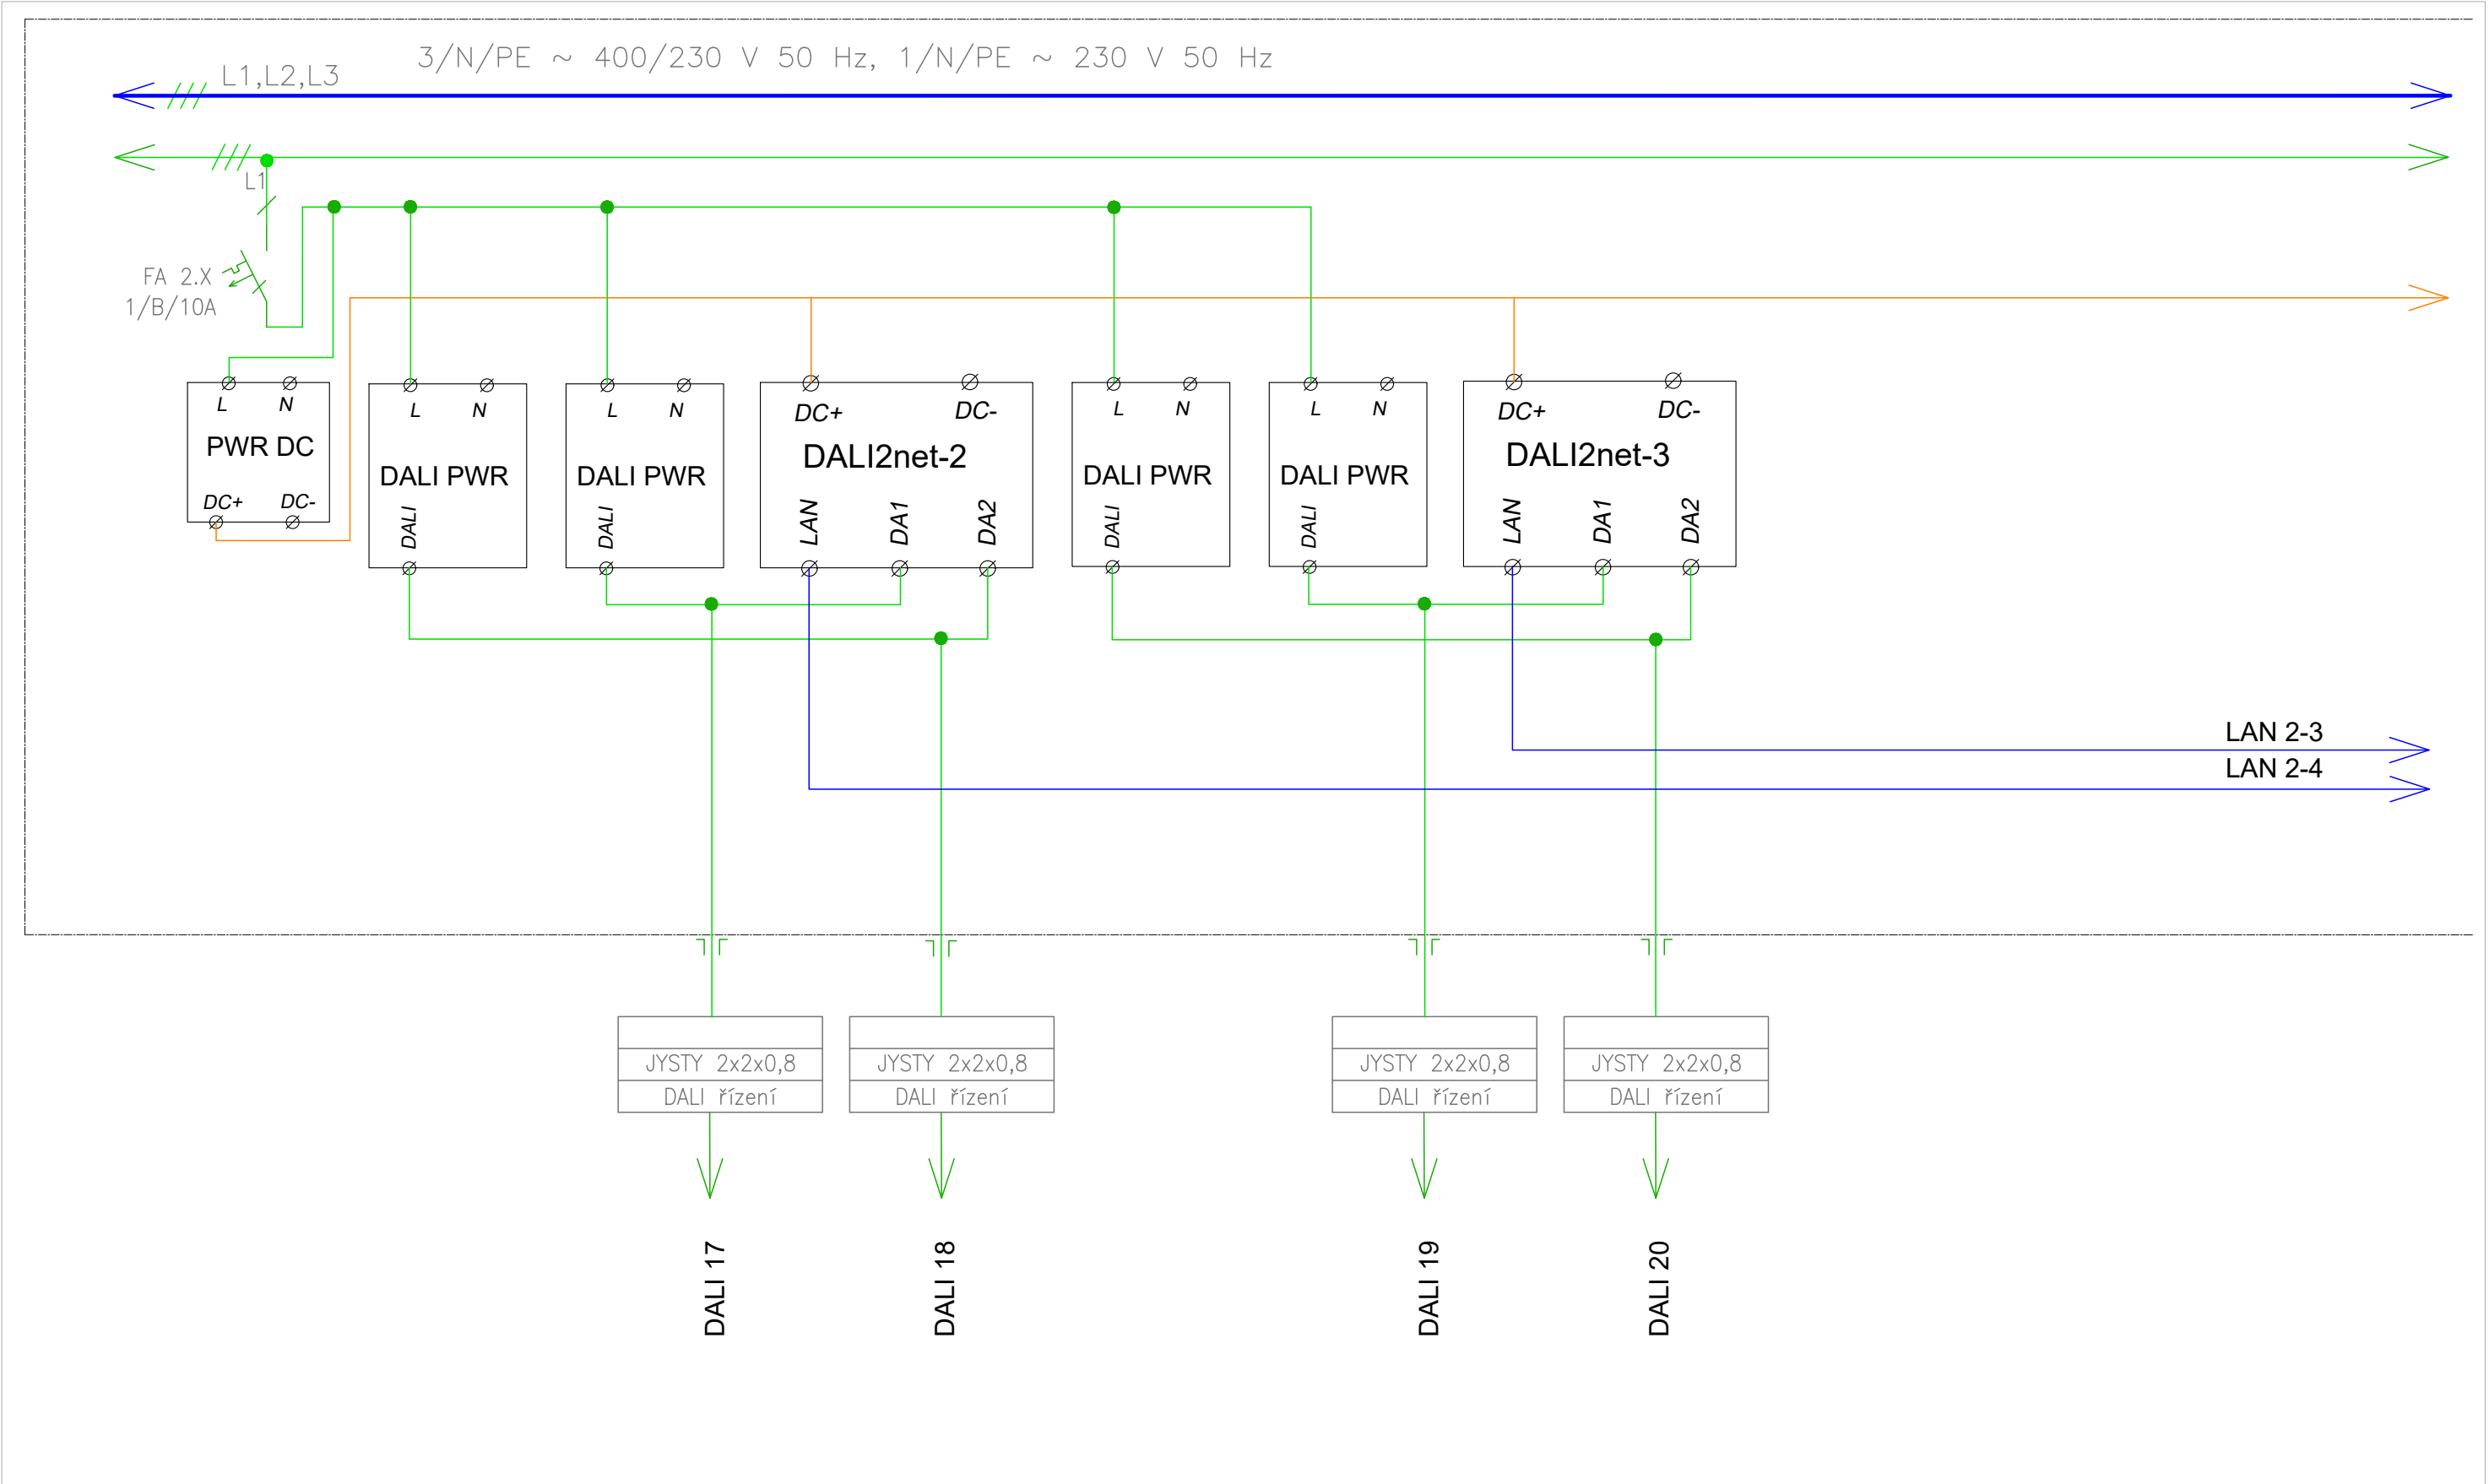 3/N/PE ~ 400/230 V 50 Hz, 1/N/PE ~ 230 V 50 Hz
L1,L2,L3
L1
FA 2.X
1/B/10A
L N
PWR DC
DC+ DC-
L N
DALI PWR
DALI
L N
DALI PWR
DALI
DC+ DC-
DALI2net-2
LAN DA1 DA2
L N
DALI PWR
DALI
L N
DALI PWR
DALI
DC+ DC-
DALI2net-3
LAN DA1 DA2
LAN 2-3
LAN 2-4
JYSTY 2x2x0,8
DALI řízení
JYSTY 2x2x0,8
DALI řízení
JYSTY 2x2x0,8
DALI řízení
JYSTY 2x2x0,8
DALI řízení
DALI 17
DALI 18
DALI 19
DALI 20